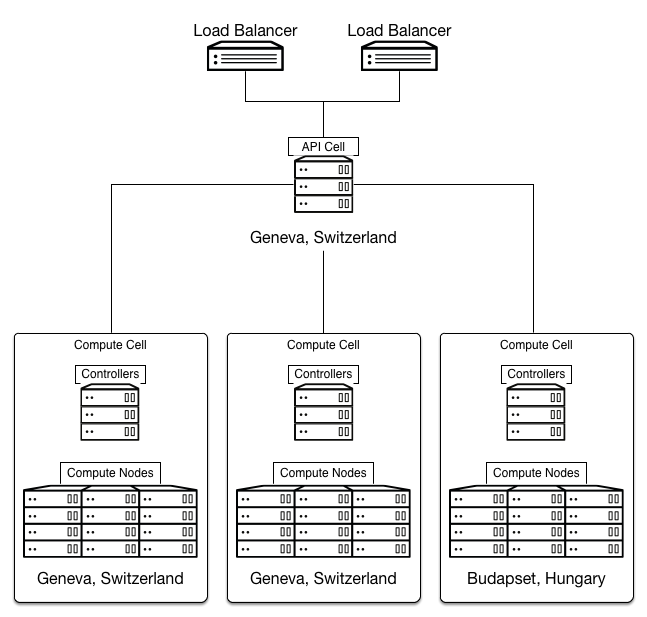 Load Balancer
Load Balancer
API Cell
Geneva, Switzerland
Compute Cell
Controllers
Compute Nodes
Geneva, Switzerland
Compute Cell
Controllers
Compute Nodes
Geneva, Switzerland
Compute Cell
Controllers
Compute Nodes
Budapset, Hungary